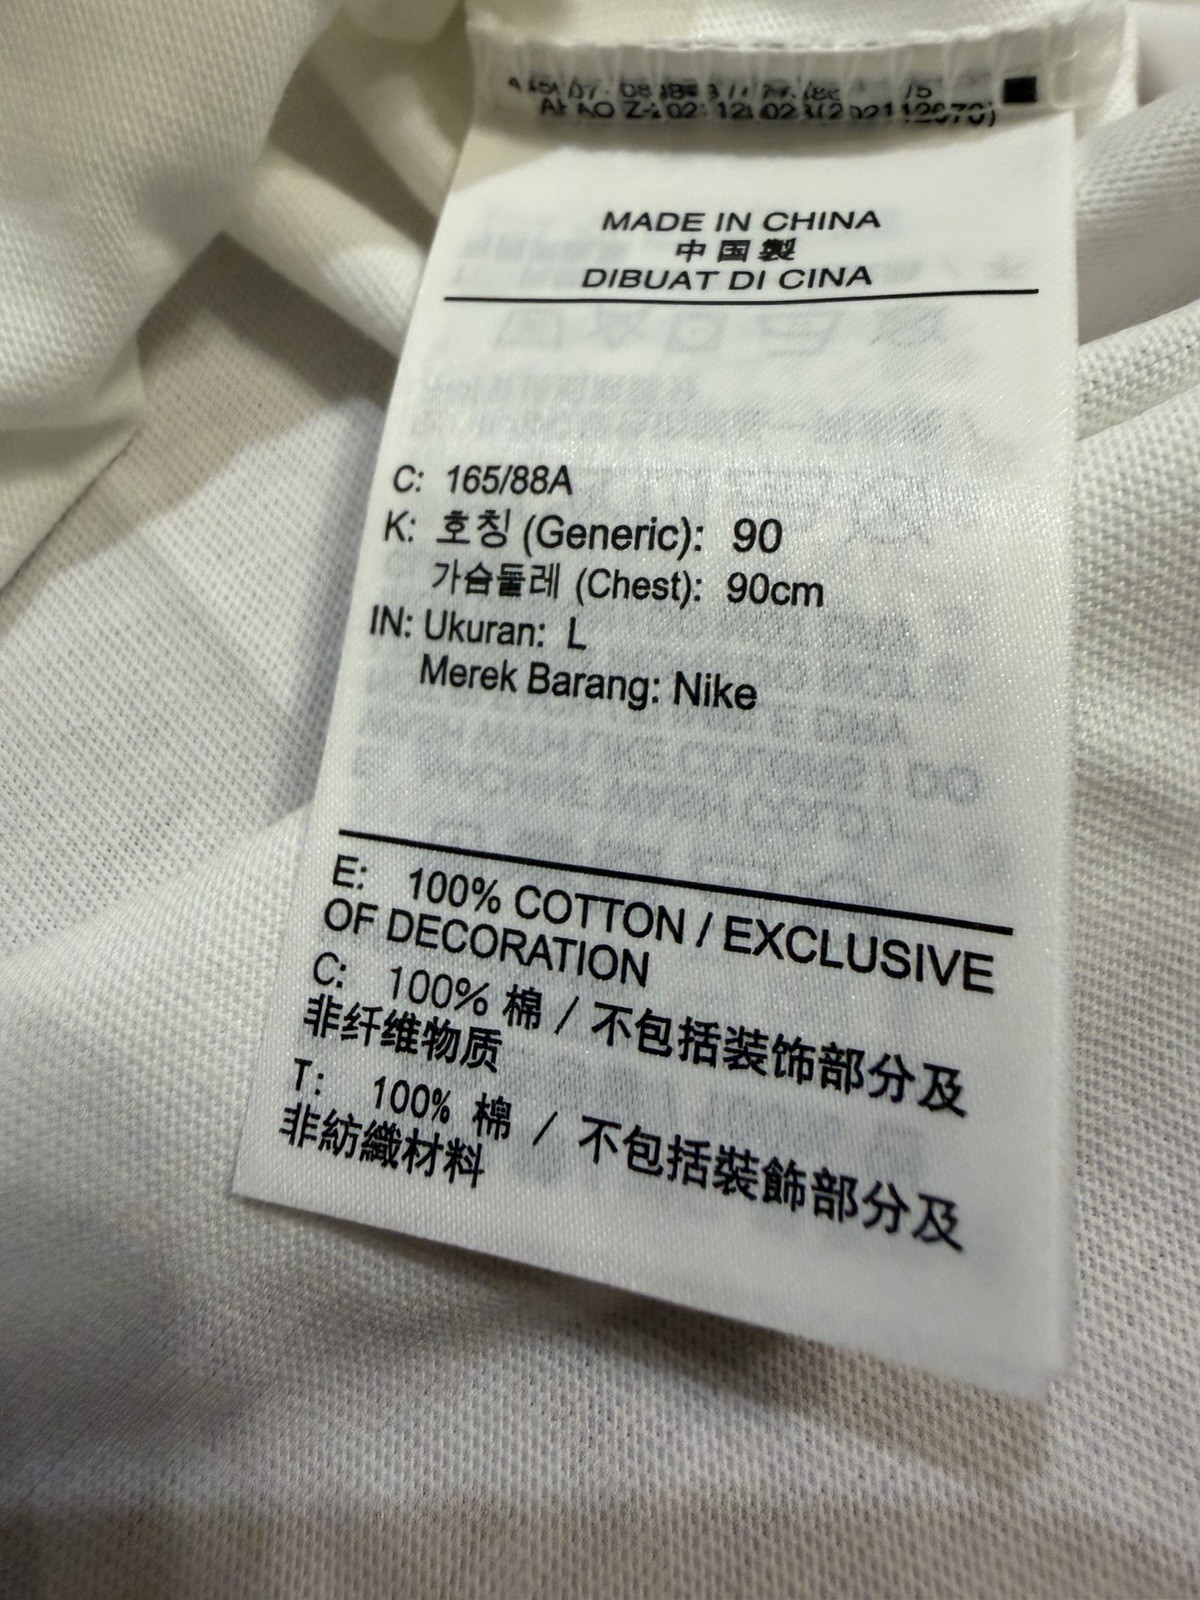 MADE IN CHINA
中国製
DIBUAT DI CINA
C: 165/88A
K: 호칭 (Generic): 90
가슴둘레 (Chest): 90cm
IN: Ukuran: L
Merek Barang: Nike
E: 100% COTTON / EXCLUSIVE
OF DECORATION
C: 100% 棉 / 不包括装饰部分及
非纤维物质
T: 100% 棉 / 不包括裝飾部分及
非紡織材料